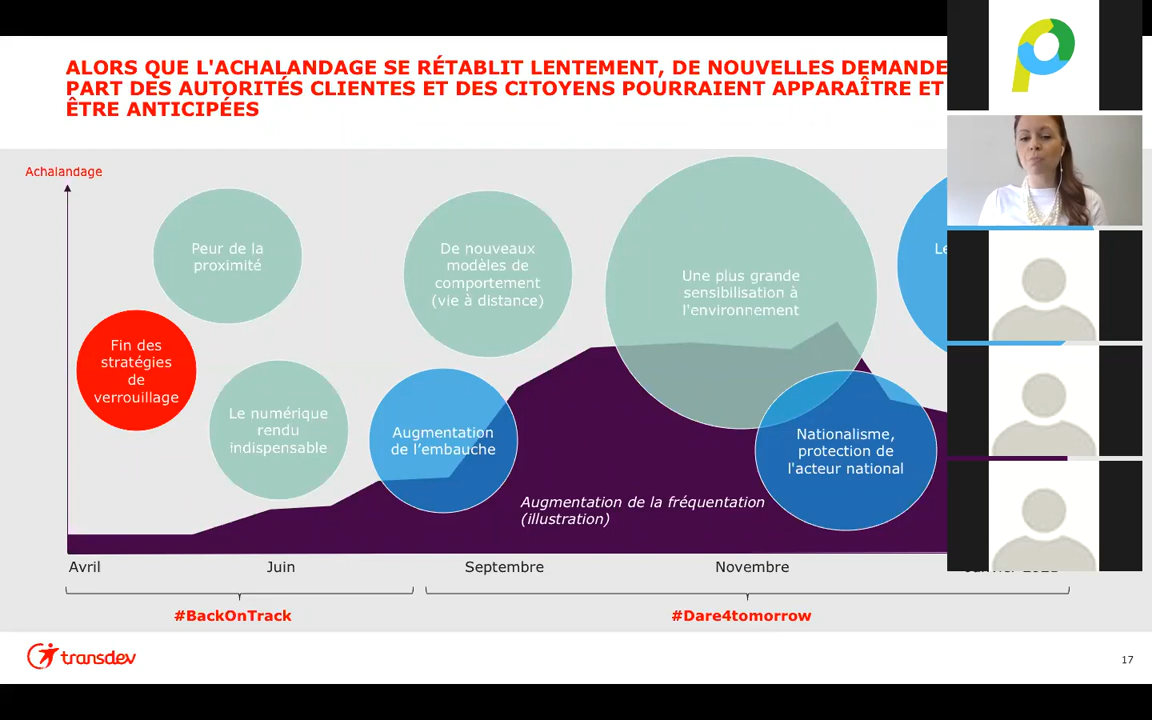 ALORS QUE L'ACHALANDAGE SE RÉTABLIT LENTEMENT, DE NOUVELLES
PART DES AUTORITÉS CLIENTES ET DES CITOYENS POURRAIENT APPARAÎTRE ET
ÊTRE ANTICIPÉES
Achalandage
Peur de la
proximité
De nouveaux
modèles de
comportement
(vie à distance)
Une plus grande
sensibilisation à
l'environnement
Fin des
stratégies
de
verrouillage
Le numérique
rendu
indispensable
Augmentation
de l'embauche
Nationalisme,
protection de
l'acteur national
Augmentation de la fréquentation
(illustration)
Avril
Juin
Septembre
Novembre
#BackOnTrack
#Dare4tomorrow
transdev
17